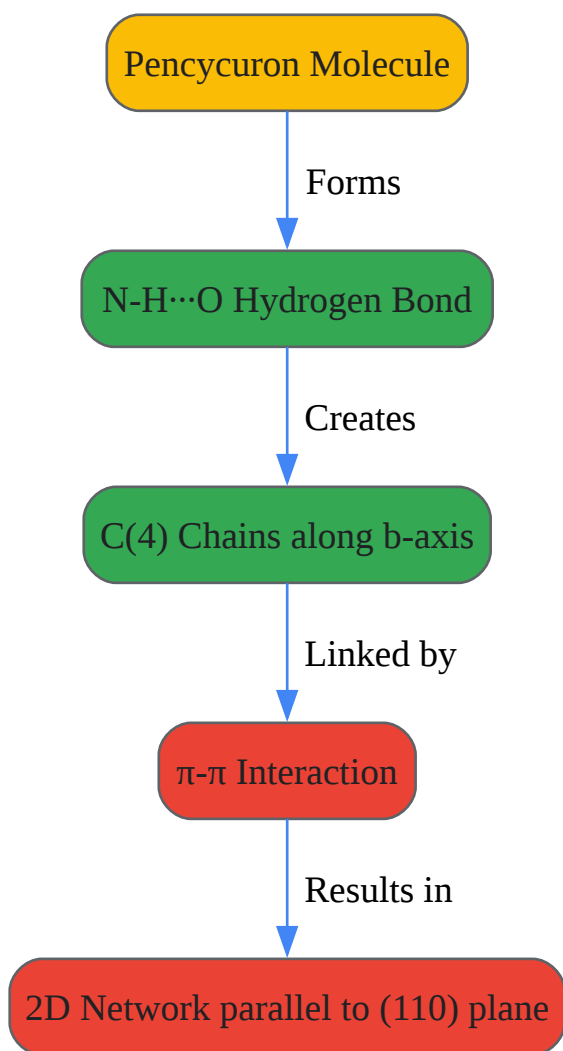 Pencycuron Molecule
Forms
N-H···O Hydrogen Bond
Creates
C(4) Chains along b-axis
Linked by
π-π Interaction
Results in
2D Network parallel to (110) plane